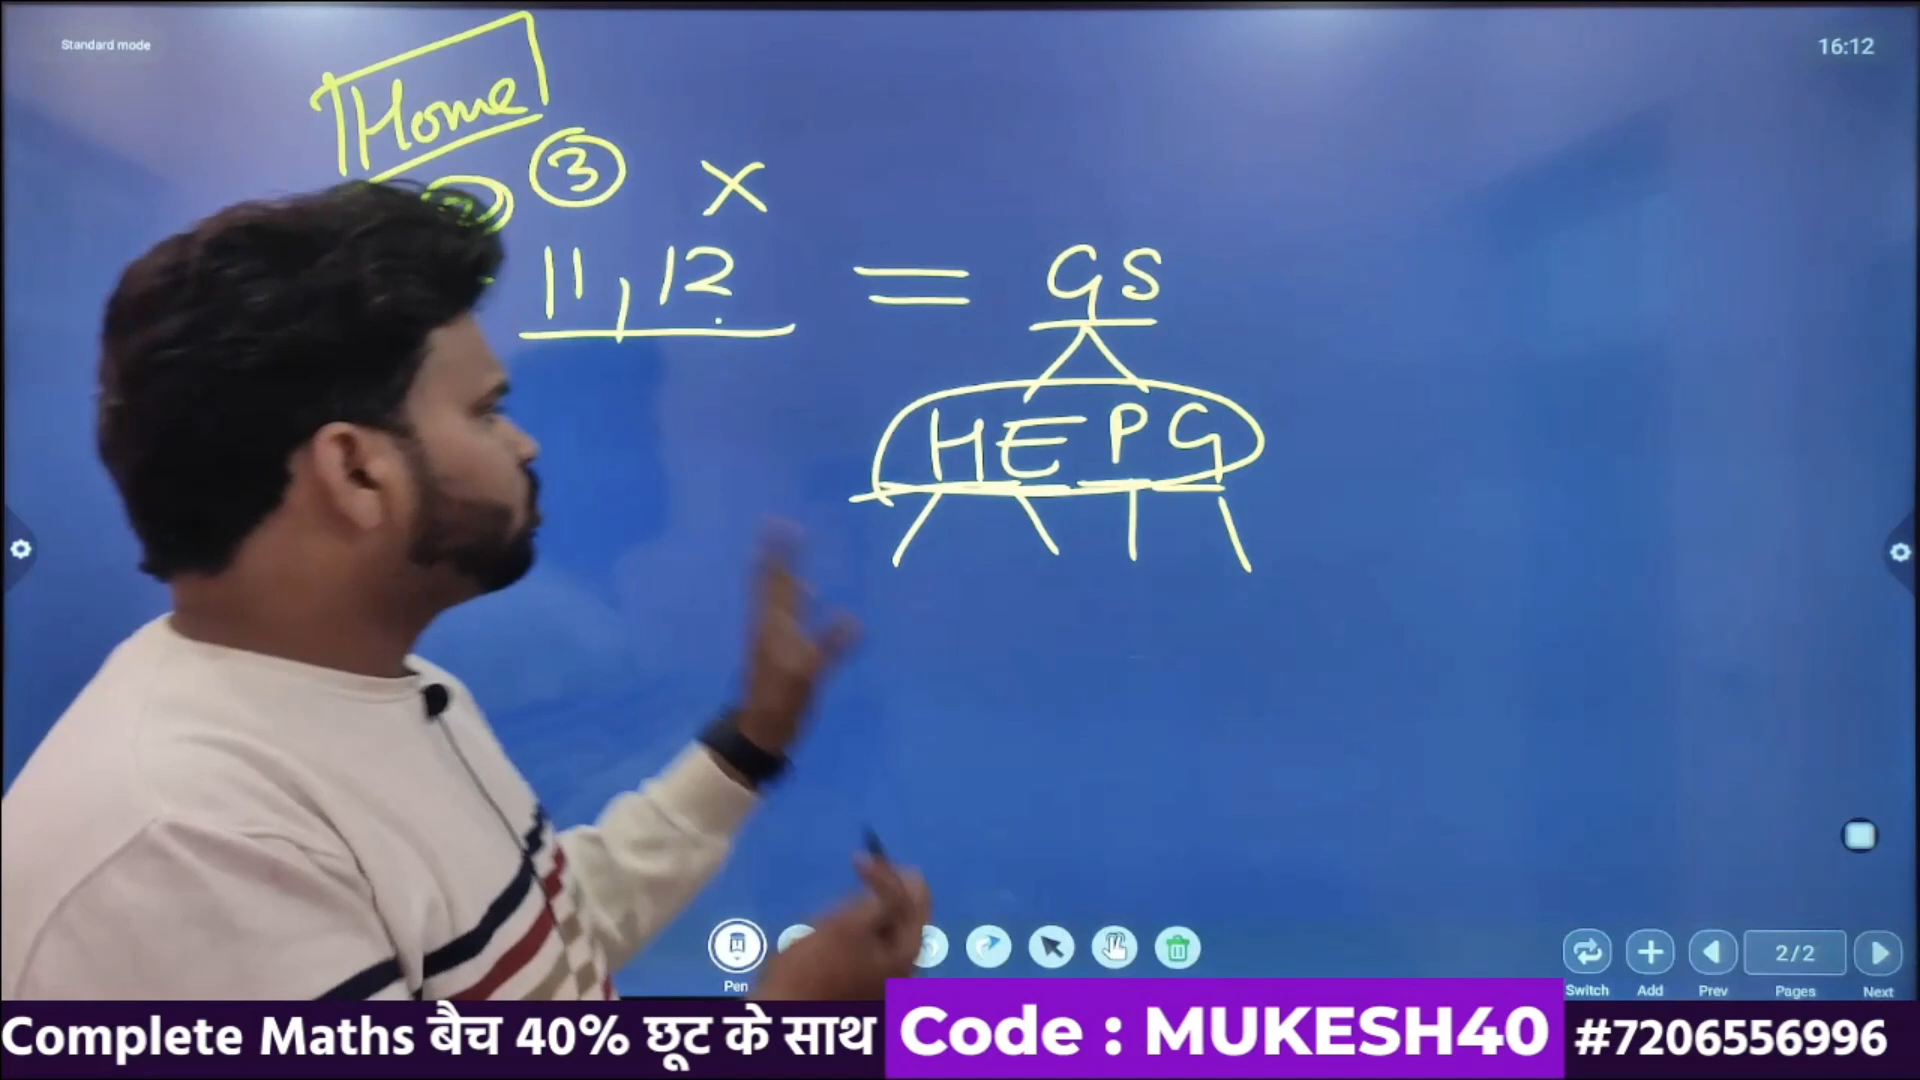 Standard mode
16:12
Home
3 X
11, 12 = GS
HEPG
Pen
2/2
Switch Add Prev Pages Next
Complete Maths बैच 40% छूट के साथ Code : MUKESH40 #7206556996